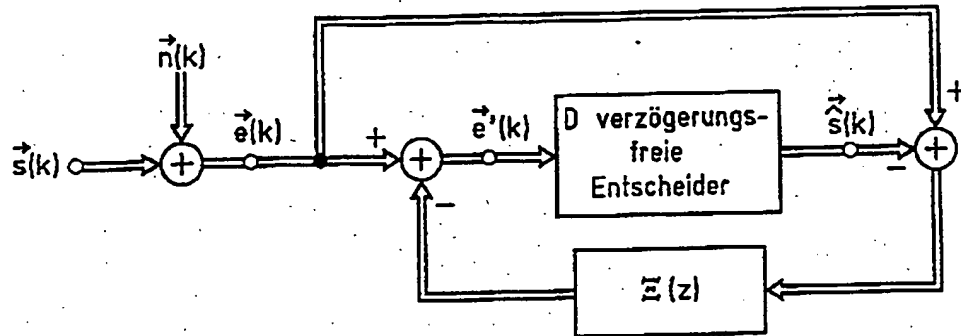 n⃗(k)
s⃗(k)
+
e⃗(k)
+
+
−
e⃗'(k)
D verzögerungs-
freie
Entscheider
ŝ⃗(k)
+
−
+
Ξ(z)